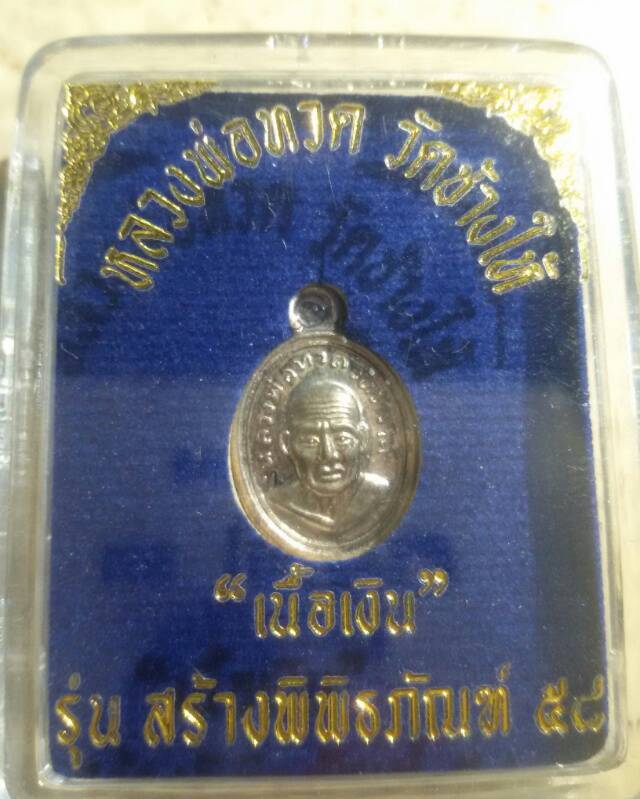 หลวงพ่อทวด วัดช้างให้
"เนื้อเงิน"
รุ่น สร้างพิพิธภัณฑ์ ๕๘